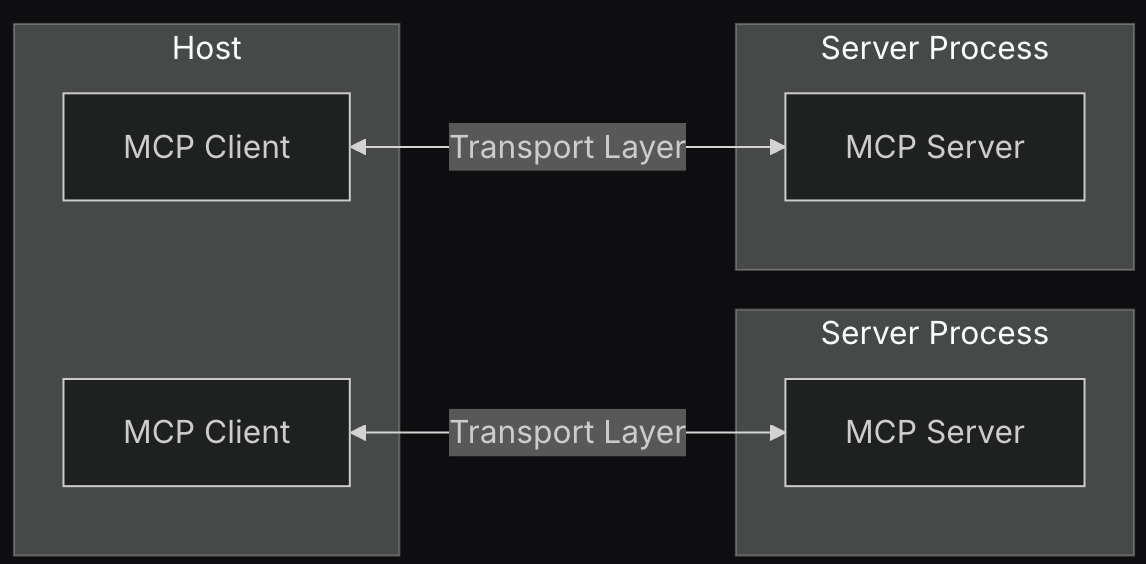 Host
MCP Client
Transport Layer
Server Process
MCP Server
MCP Client
Transport Layer
Server Process
MCP Server